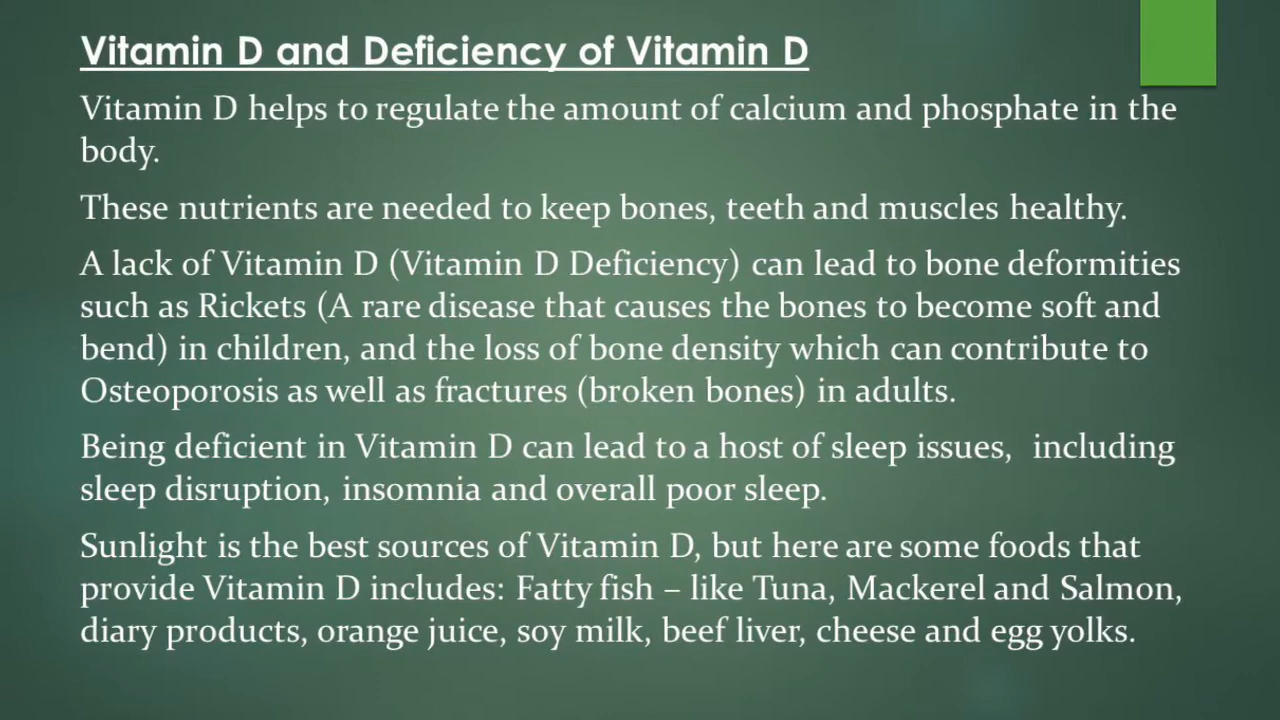 Vitamin D and Deficiency of Vitamin D
Vitamin D helps to regulate the amount of calcium and phosphate in the
body.
These nutrients are needed to keep bones, teeth and muscles healthy.
A lack of Vitamin D (Vitamin D Deficiency) can lead to bone deformities
such as Rickets (A rare disease that causes the bones to become soft and
bend) in children, and the loss of bone density which can contribute to
Osteoporosis as well as fractures (broken bones) in adults.
Being deficient in Vitamin D can lead to a host of sleep issues,  including
sleep disruption, insomnia and overall poor sleep.
Sunlight is the best sources of Vitamin D, but here are some foods that
provide Vitamin D includes: Fatty fish – like Tuna, Mackerel and Salmon,
diary products, orange juice, soy milk, beef liver, cheese and egg yolks.